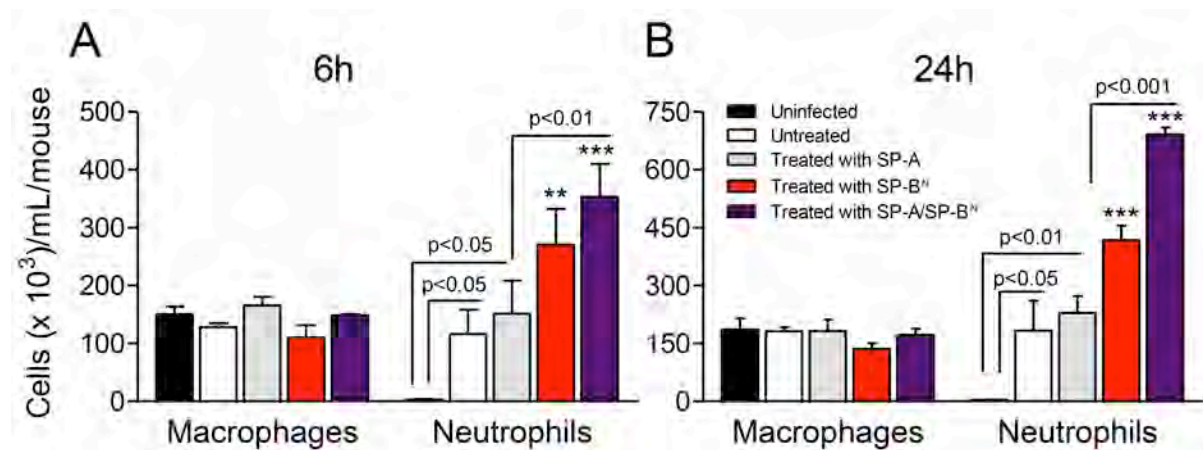 A
6h
Cells (x 10³)/mL/mouse
500
400
300
200
100
0
p<0.01
***
**
p<0.05
p<0.05
Macrophages
Neutrophils
B
24h
750
600
450
300
150
0
Uninfected
Untreated
Treated with SP-A
Treated with SP-Bᴺ
Treated with SP-A/SP-Bᴺ
p<0.001
***
***
p<0.01
p<0.05
Macrophages
Neutrophils